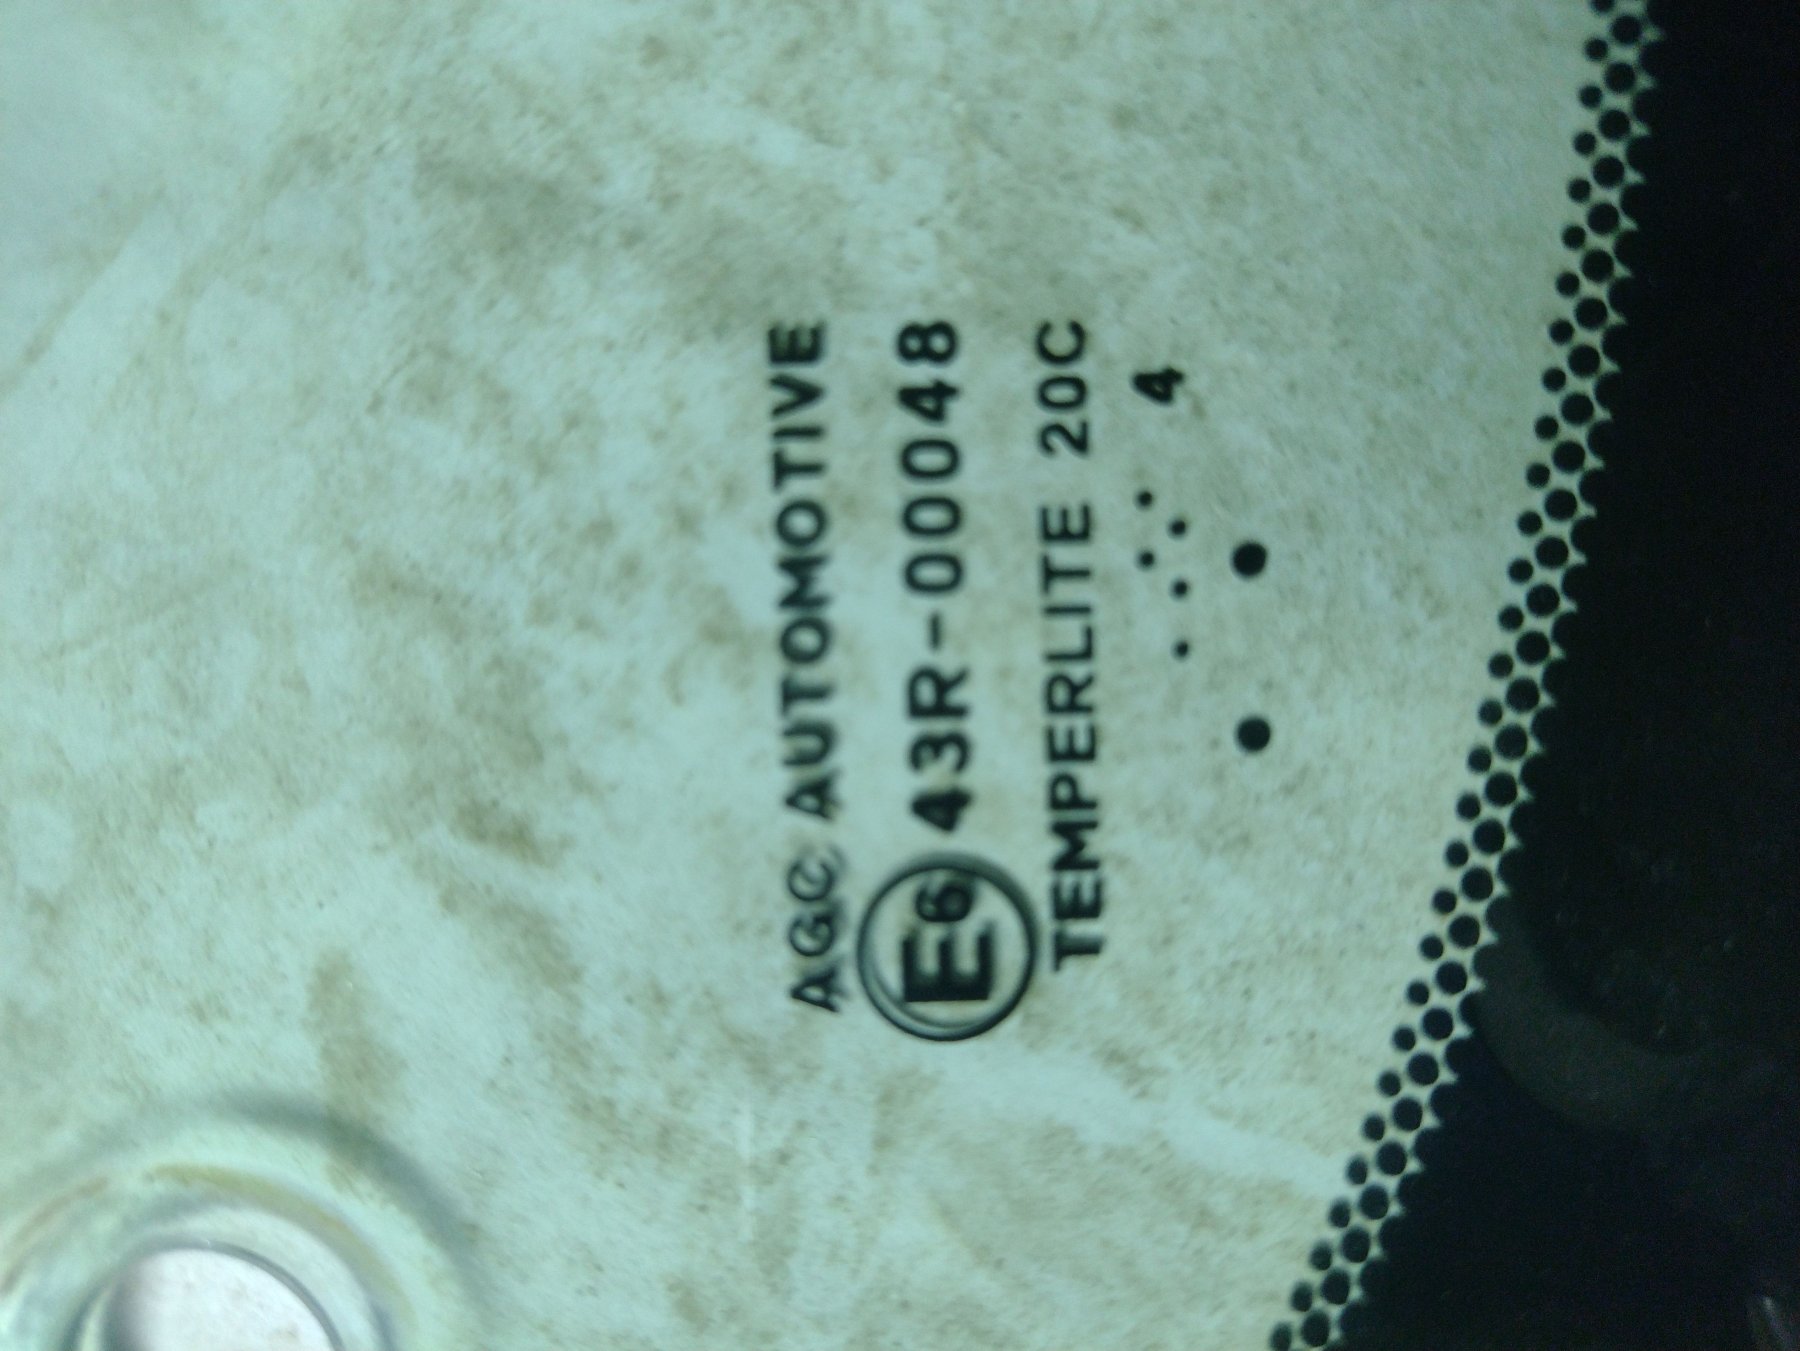 AGC AUTOMOTIVE
E6 43R-00048
TEMPERLITE 20C
4